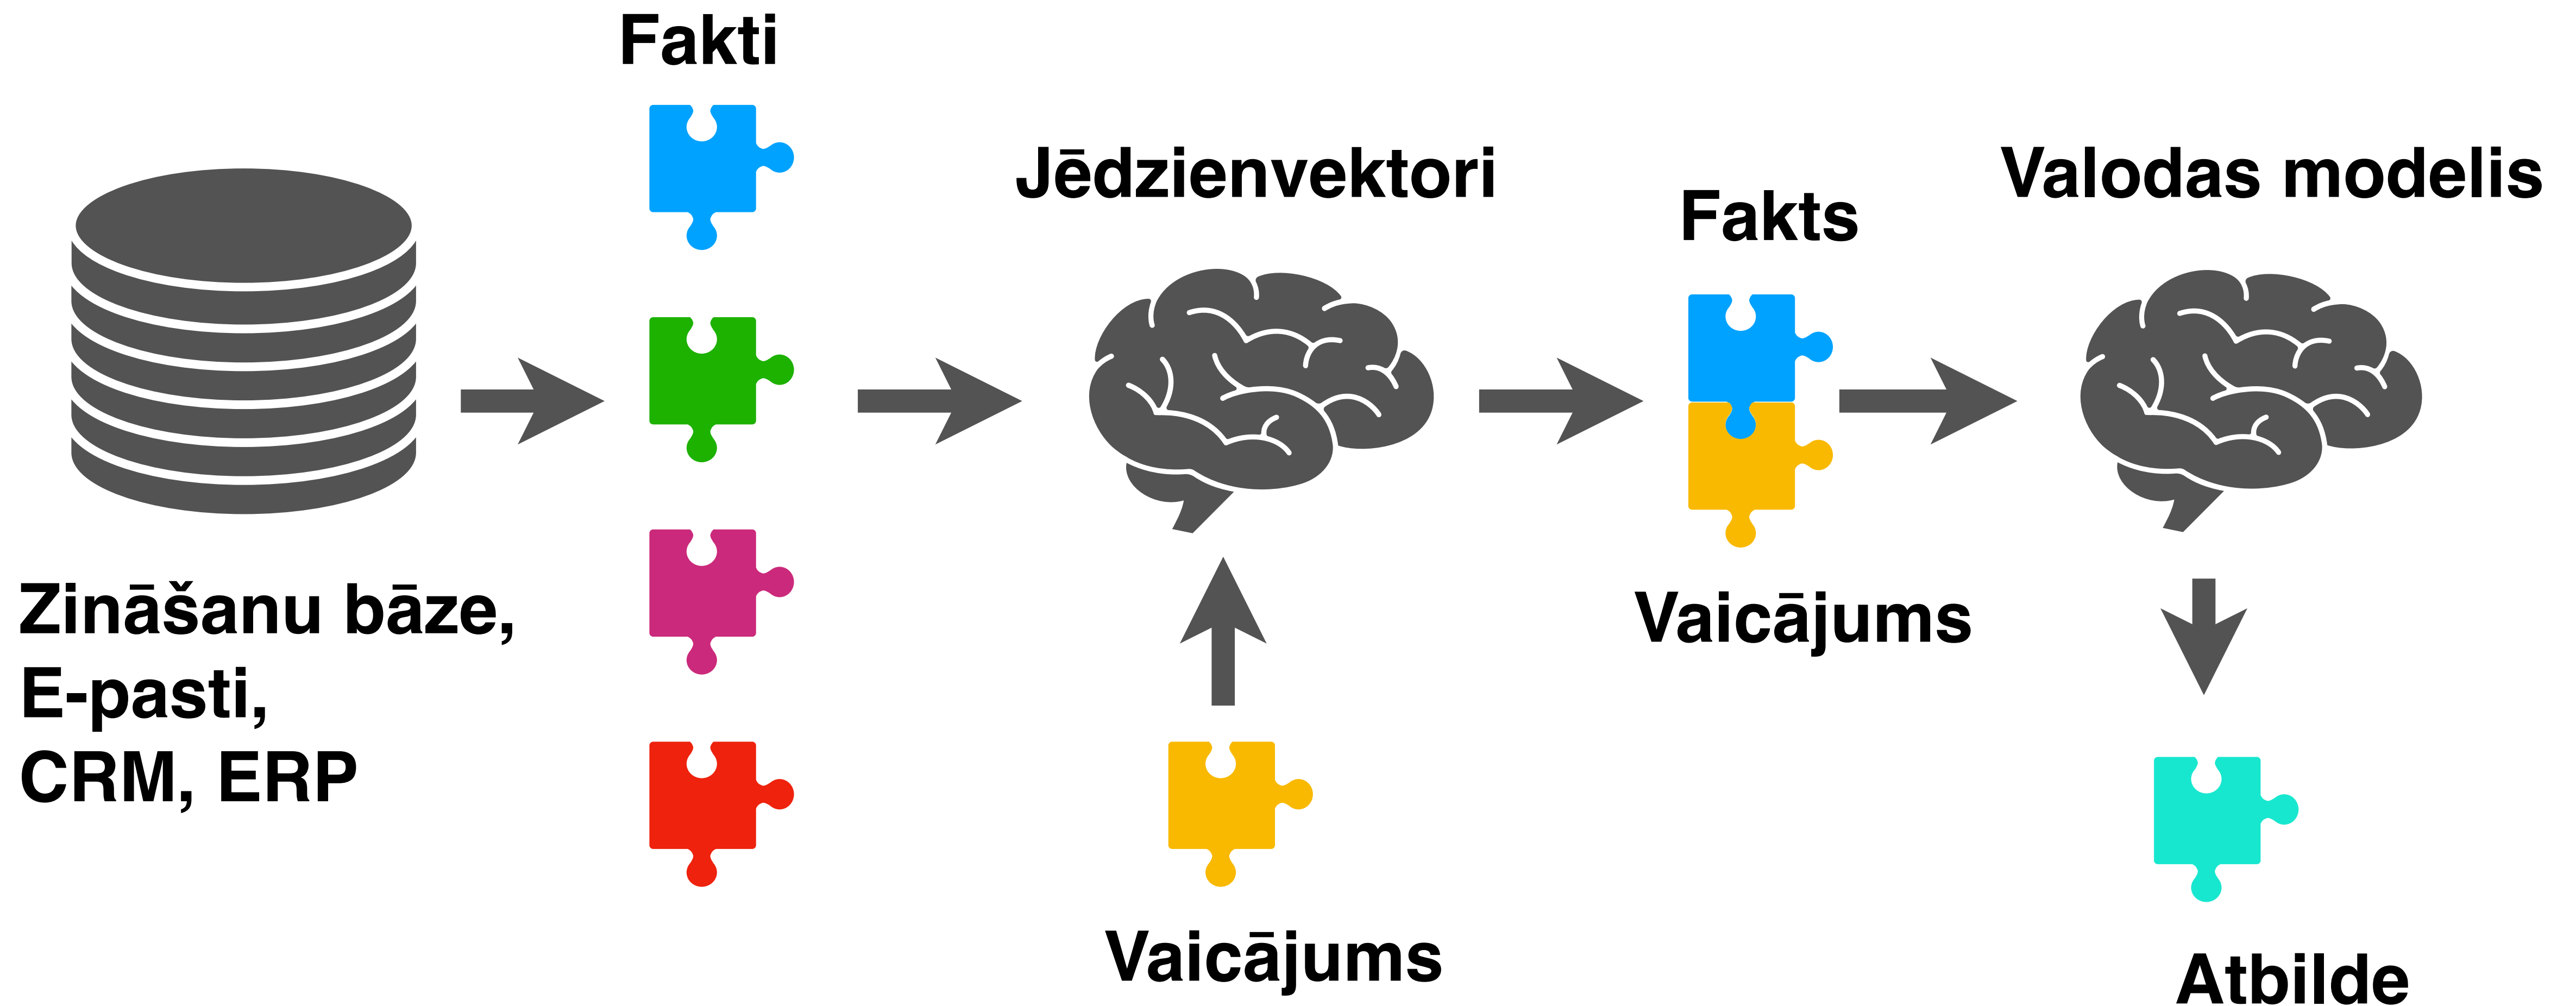 Fakti
Zināšanu bāze,
E-pasti,
CRM, ERP
Jēdzienvektori
Vaicājums
Fakts
Vaicājums
Valodas modelis
Atbilde